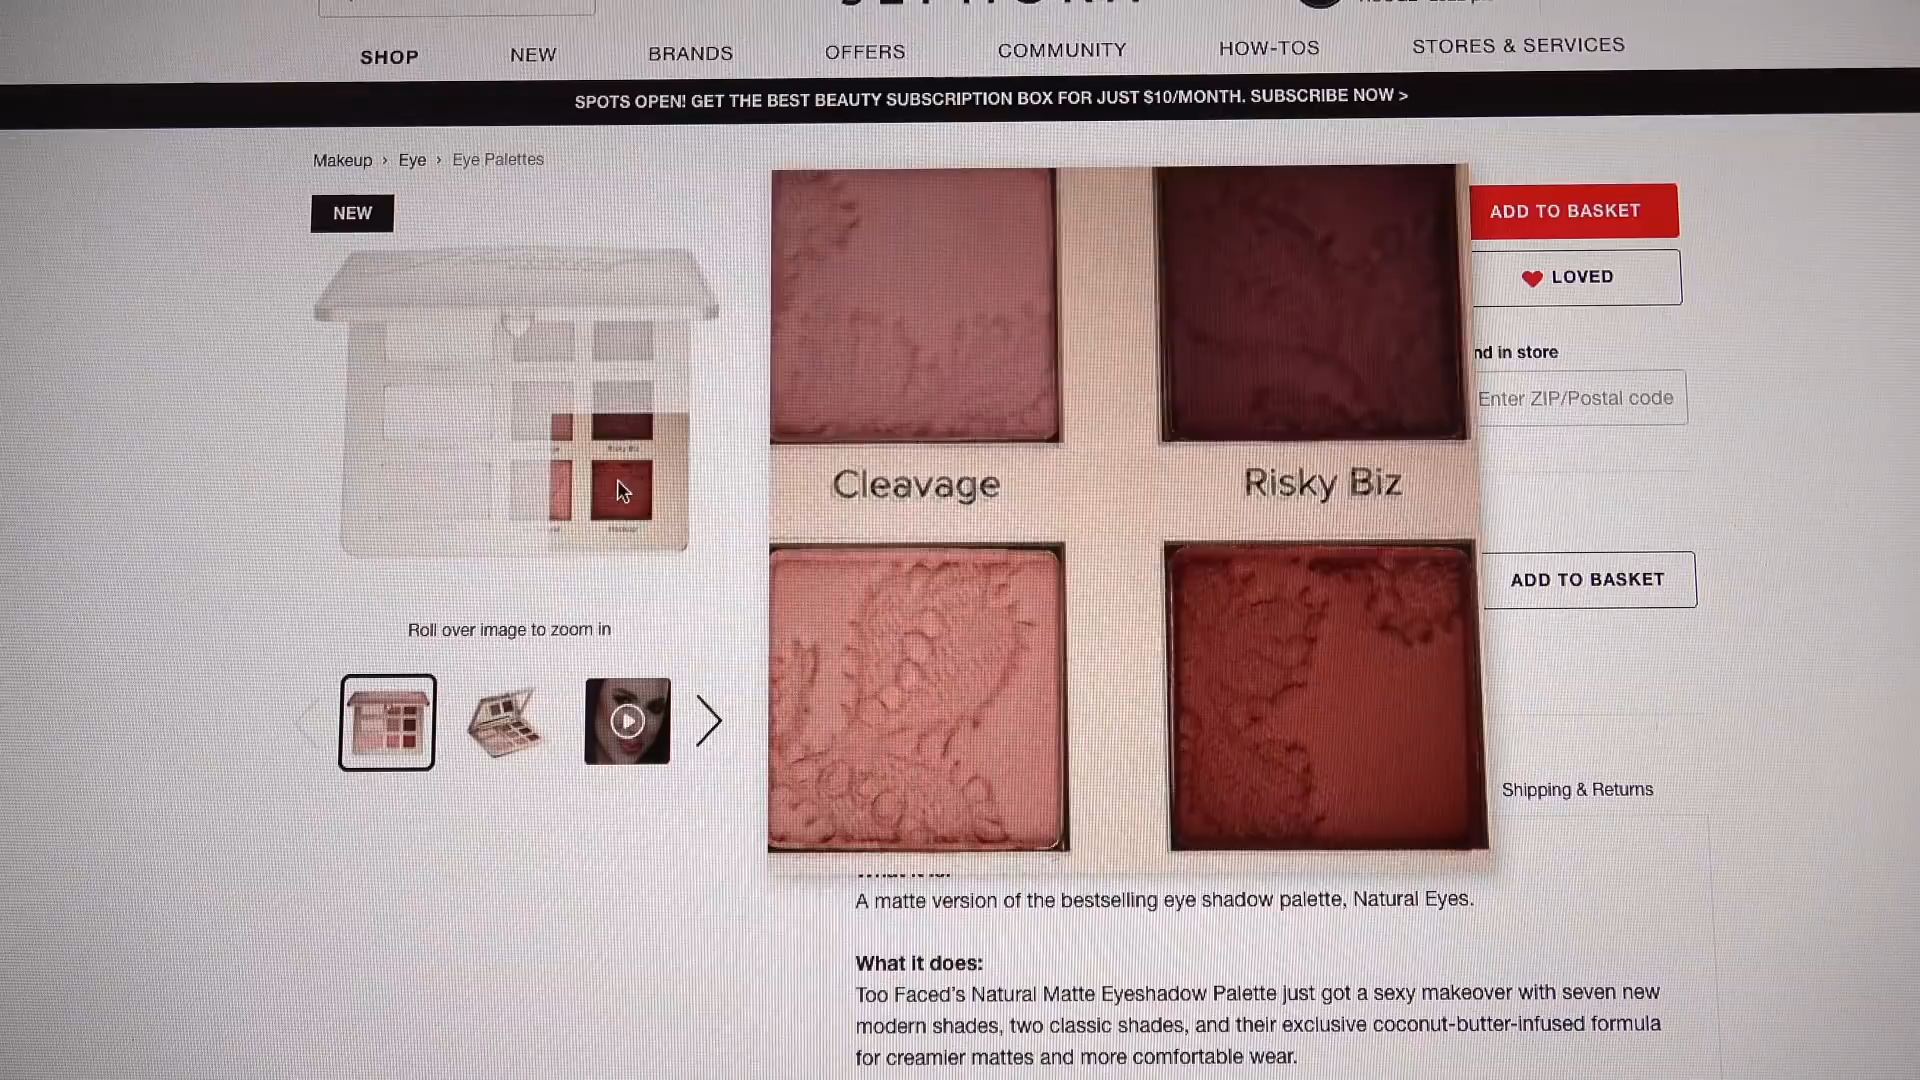 SHOP NEW BRANDS OFFERS COMMUNITY HOW-TOS STORES & SERVICES
SPOTS OPEN! GET THE BEST BEAUTY SUBSCRIPTION BOX FOR JUST $10/MONTH. SUBSCRIBE NOW >
Makeup › Eye › Eye Palettes
NEW
ADD TO BASKET
LOVED
nd in store
Enter ZIP/Postal code
Risky Biz
Cleavage Risky Biz
ADD TO BASKET
Roll over image to zoom in
Shipping & Returns
A matte version of the bestselling eye shadow palette, Natural Eyes.
What it does:
Too Faced's Natural Matte Eyeshadow Palette just got a sexy makeover with seven new
modern shades, two classic shades, and their exclusive coconut-butter-infused formula
for creamier mattes and more comfortable wear.